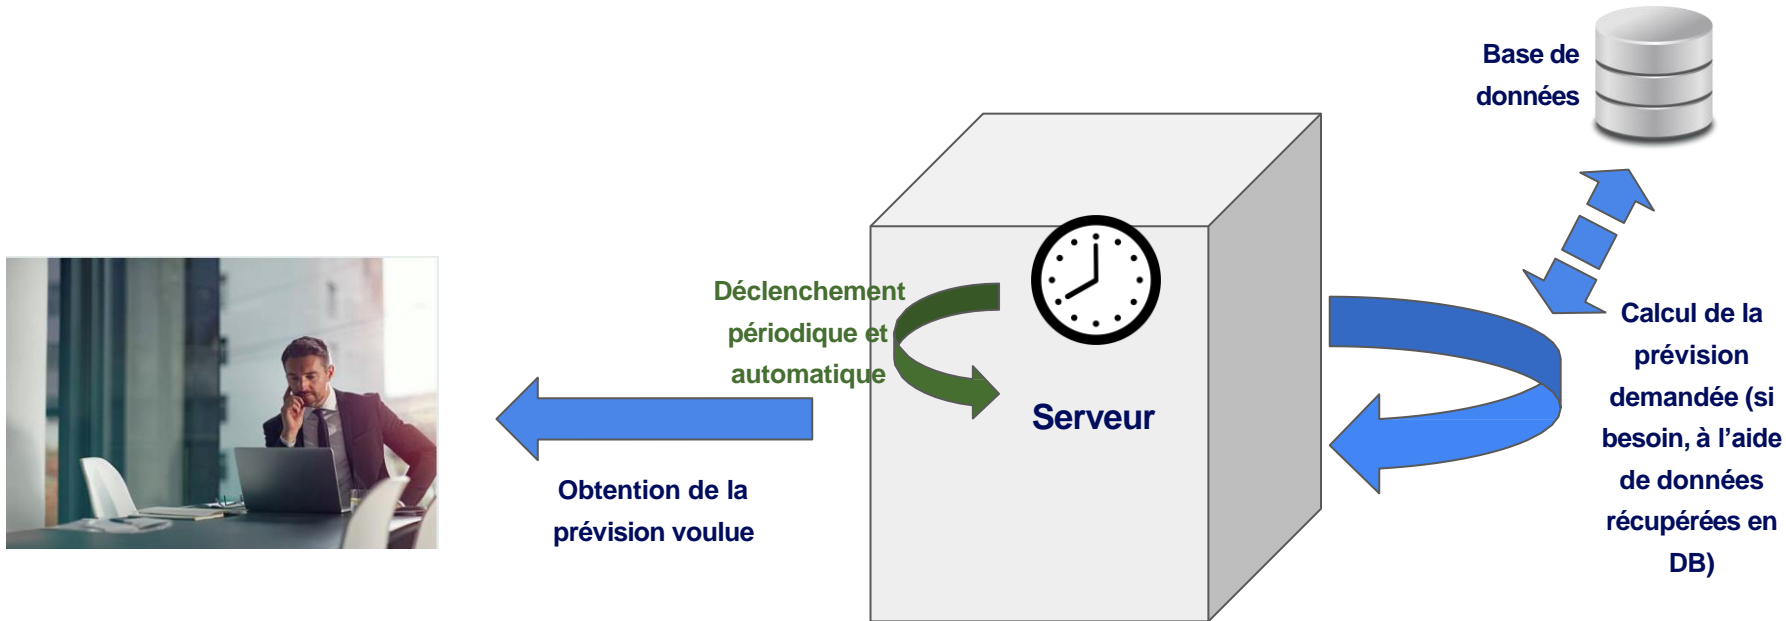 Base de
données
Déclenchement
périodique et
automatique
Serveur
Obtention de la
prévision voulue
Calcul de la
prévision
demandée (si
besoin, à l'aide
de données
récupérées en
DB)